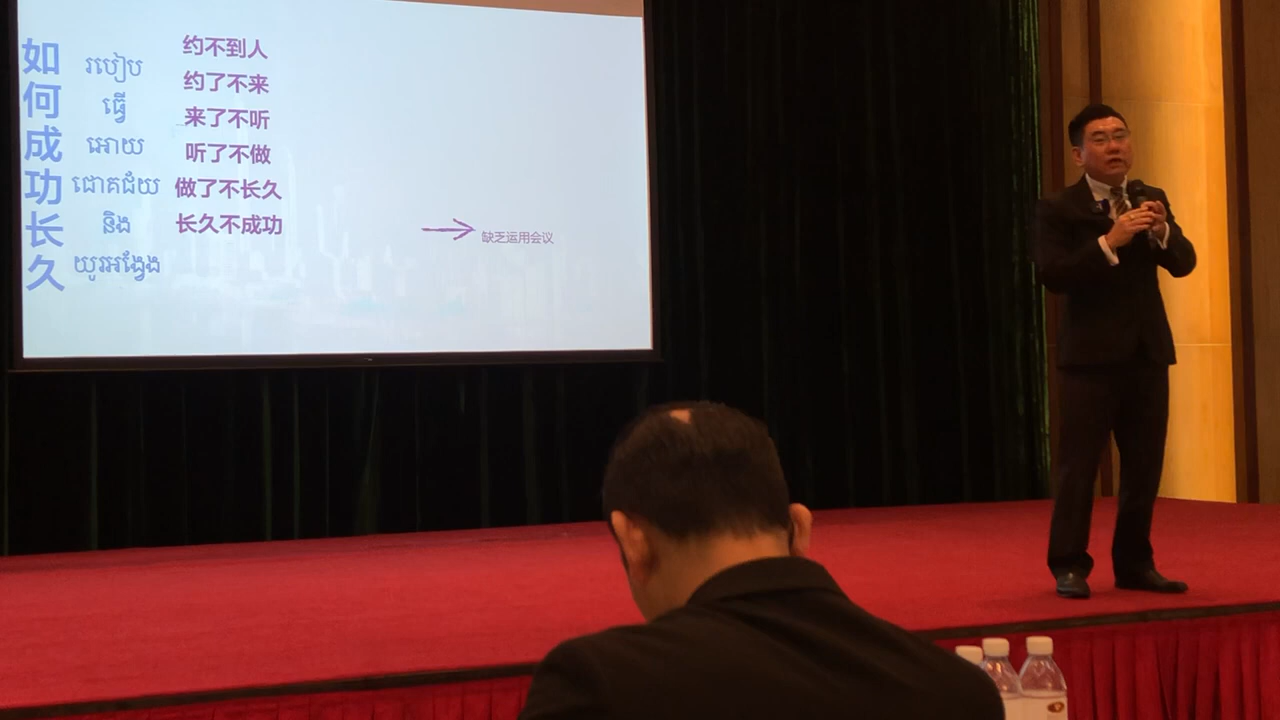 如何成功长久
របៀប
ធ្វើ
អោយ
ជោគជ័យ
និង
យូរអង្វែង
约不到人
约了不来
来了不听
听了不做
做了不长久
长久不成功
缺乏运用会议